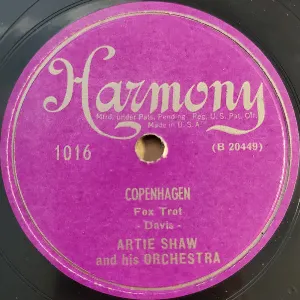 Harmony
Mfrd. under Pats. Pending Reg. U.S. Pat. Off.
Made in U.S.A
1016
(B 20449)
COPENHAGEN
Fox Trot
- Davis -
ARTIE SHAW
and his ORCHESTRA